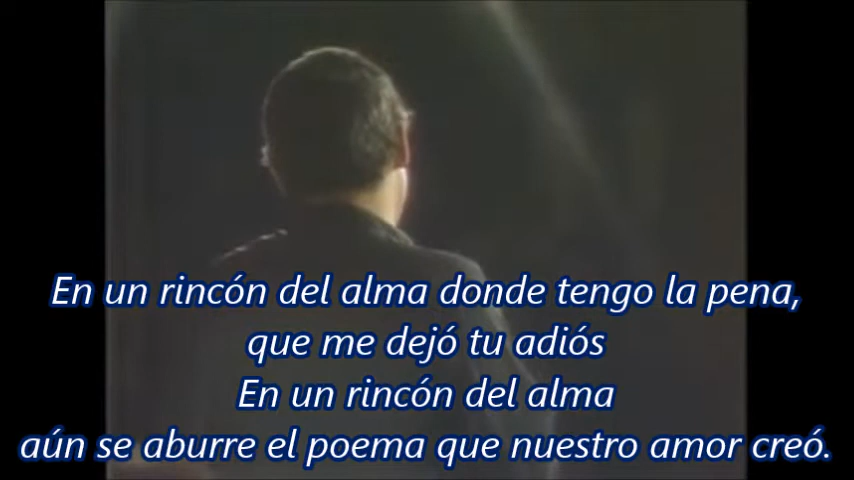 En un rincón del alma donde tengo la pena,
que me dejó tu adiós
En un rincón del alma
aún se aburre el poema que nuestro amor creó.